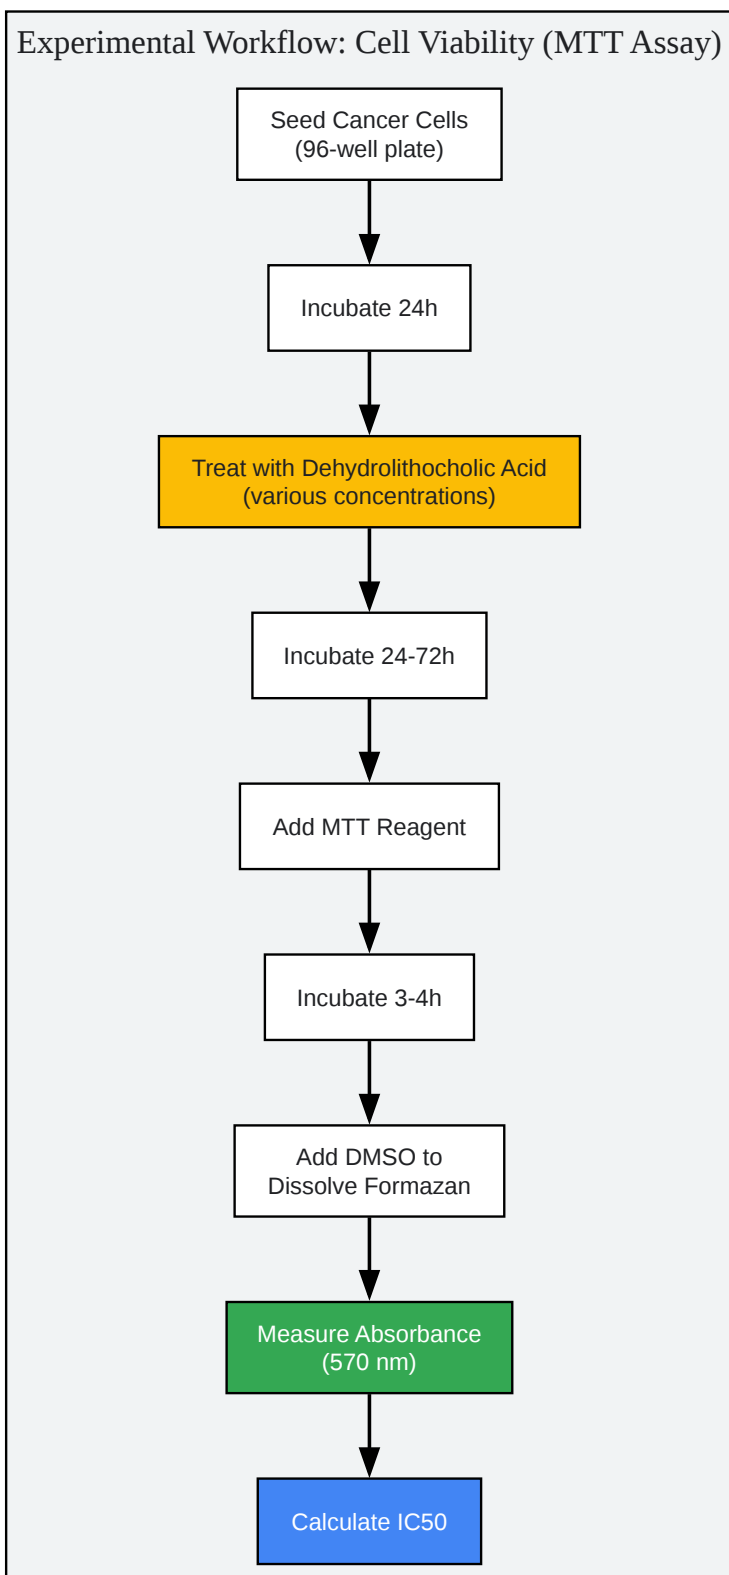 Experimental Workflow: Cell Viability (MTT Assay)
Seed Cancer Cells
(96-well plate)
Incubate 24h
Treat with Dehydrolithocholic Acid
(various concentrations)
Incubate 24-72h
Add MTT Reagent
Incubate 3-4h
Add DMSO to
Dissolve Formazan
Measure Absorbance
(570 nm)
Calculate IC50